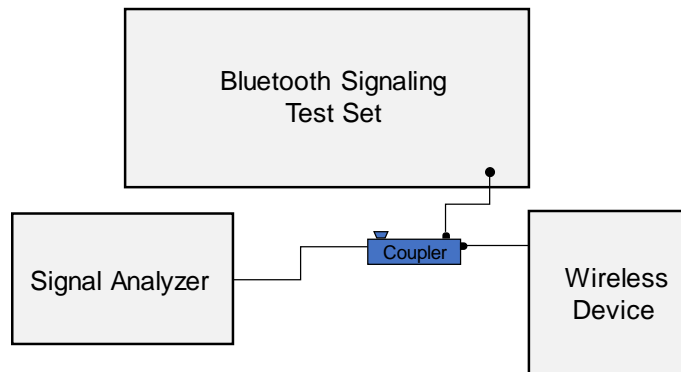 Bluetooth Signaling
Test Set
Signal Analyzer
Coupler
Wireless
Device